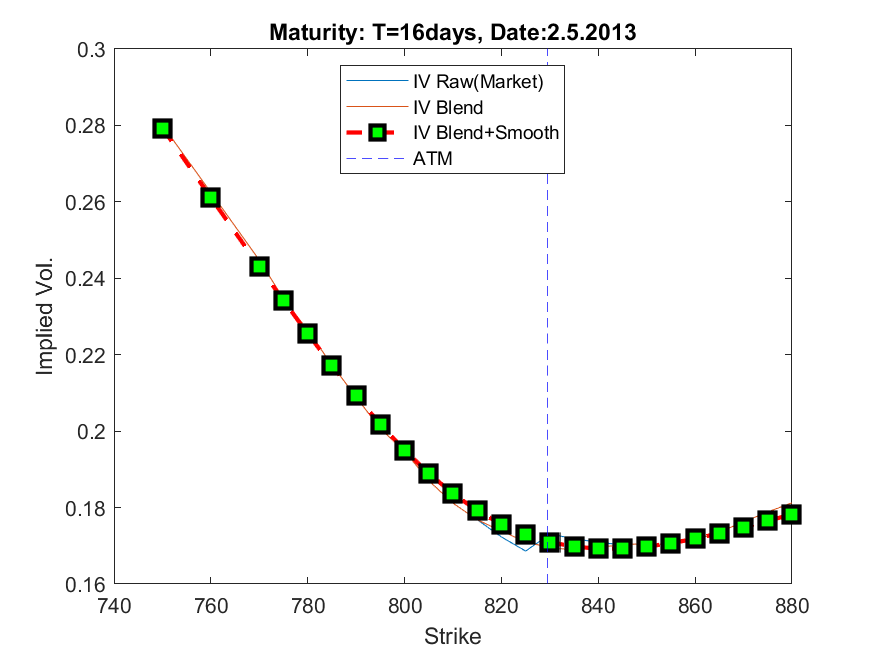 Maturity: T=16days, Date:2.5.2013
0.3
IV Raw(Market)
IV Blend
IV Blend+Smooth
ATM
0.28
0.26
0.24
0.22
0.2
0.18
0.16
Implied Vol.
740 760 780 800 820 840 860 880
Strike